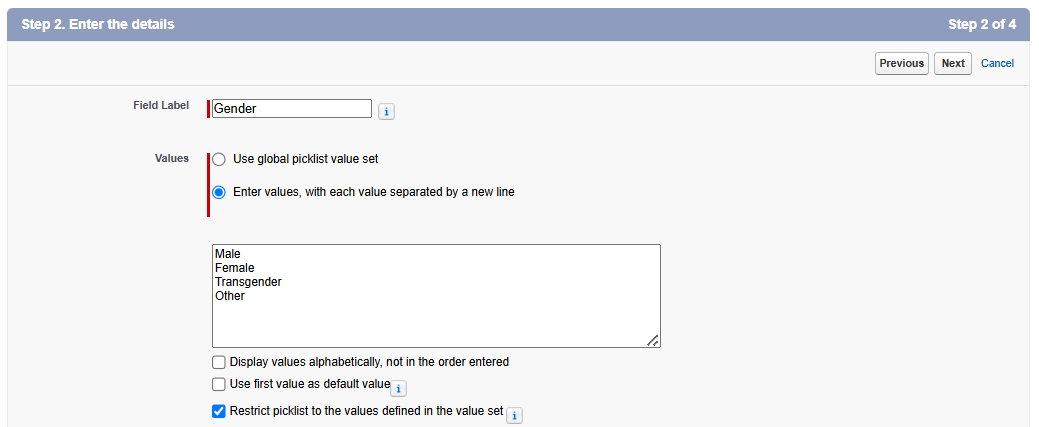 Step 2. Enter the details Step 2 of 4
Previous Next Cancel
Field Label Gender i
Values Use global picklist value set
Enter values, with each value separated by a new line
Male
Female
Transgender
Other
Display values alphabetically, not in the order entered
Use first value as default value i
Restrict picklist to the values defined in the value set i